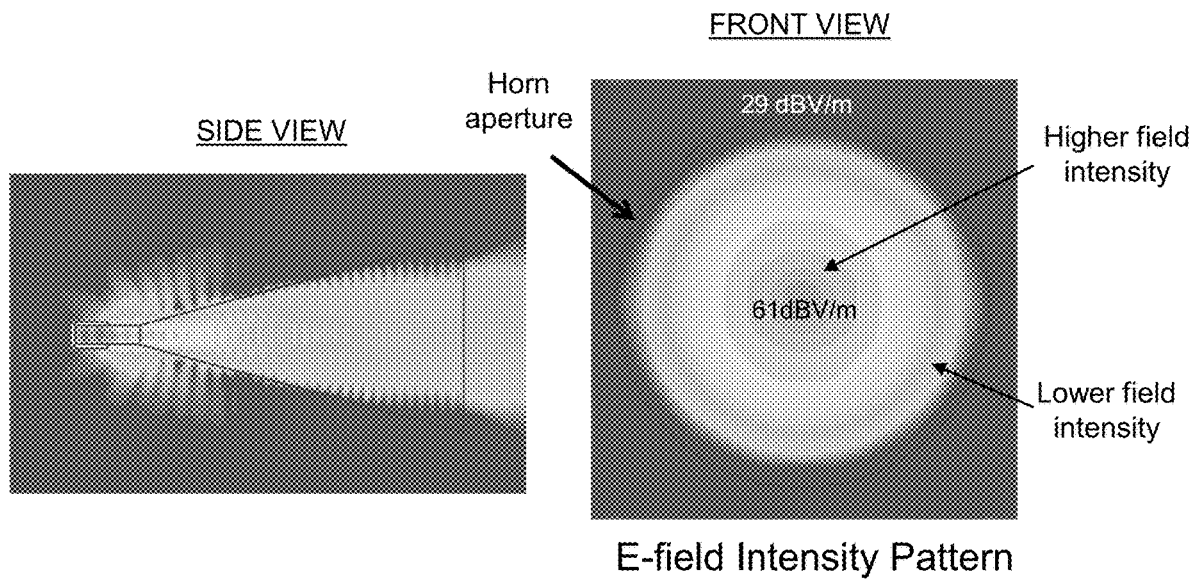 FRONT VIEW
Horn
aperture
SIDE VIEW
29 dBV/m
Higher field
intensity
61dBV/m
Lower field
intensity
E-field Intensity Pattern